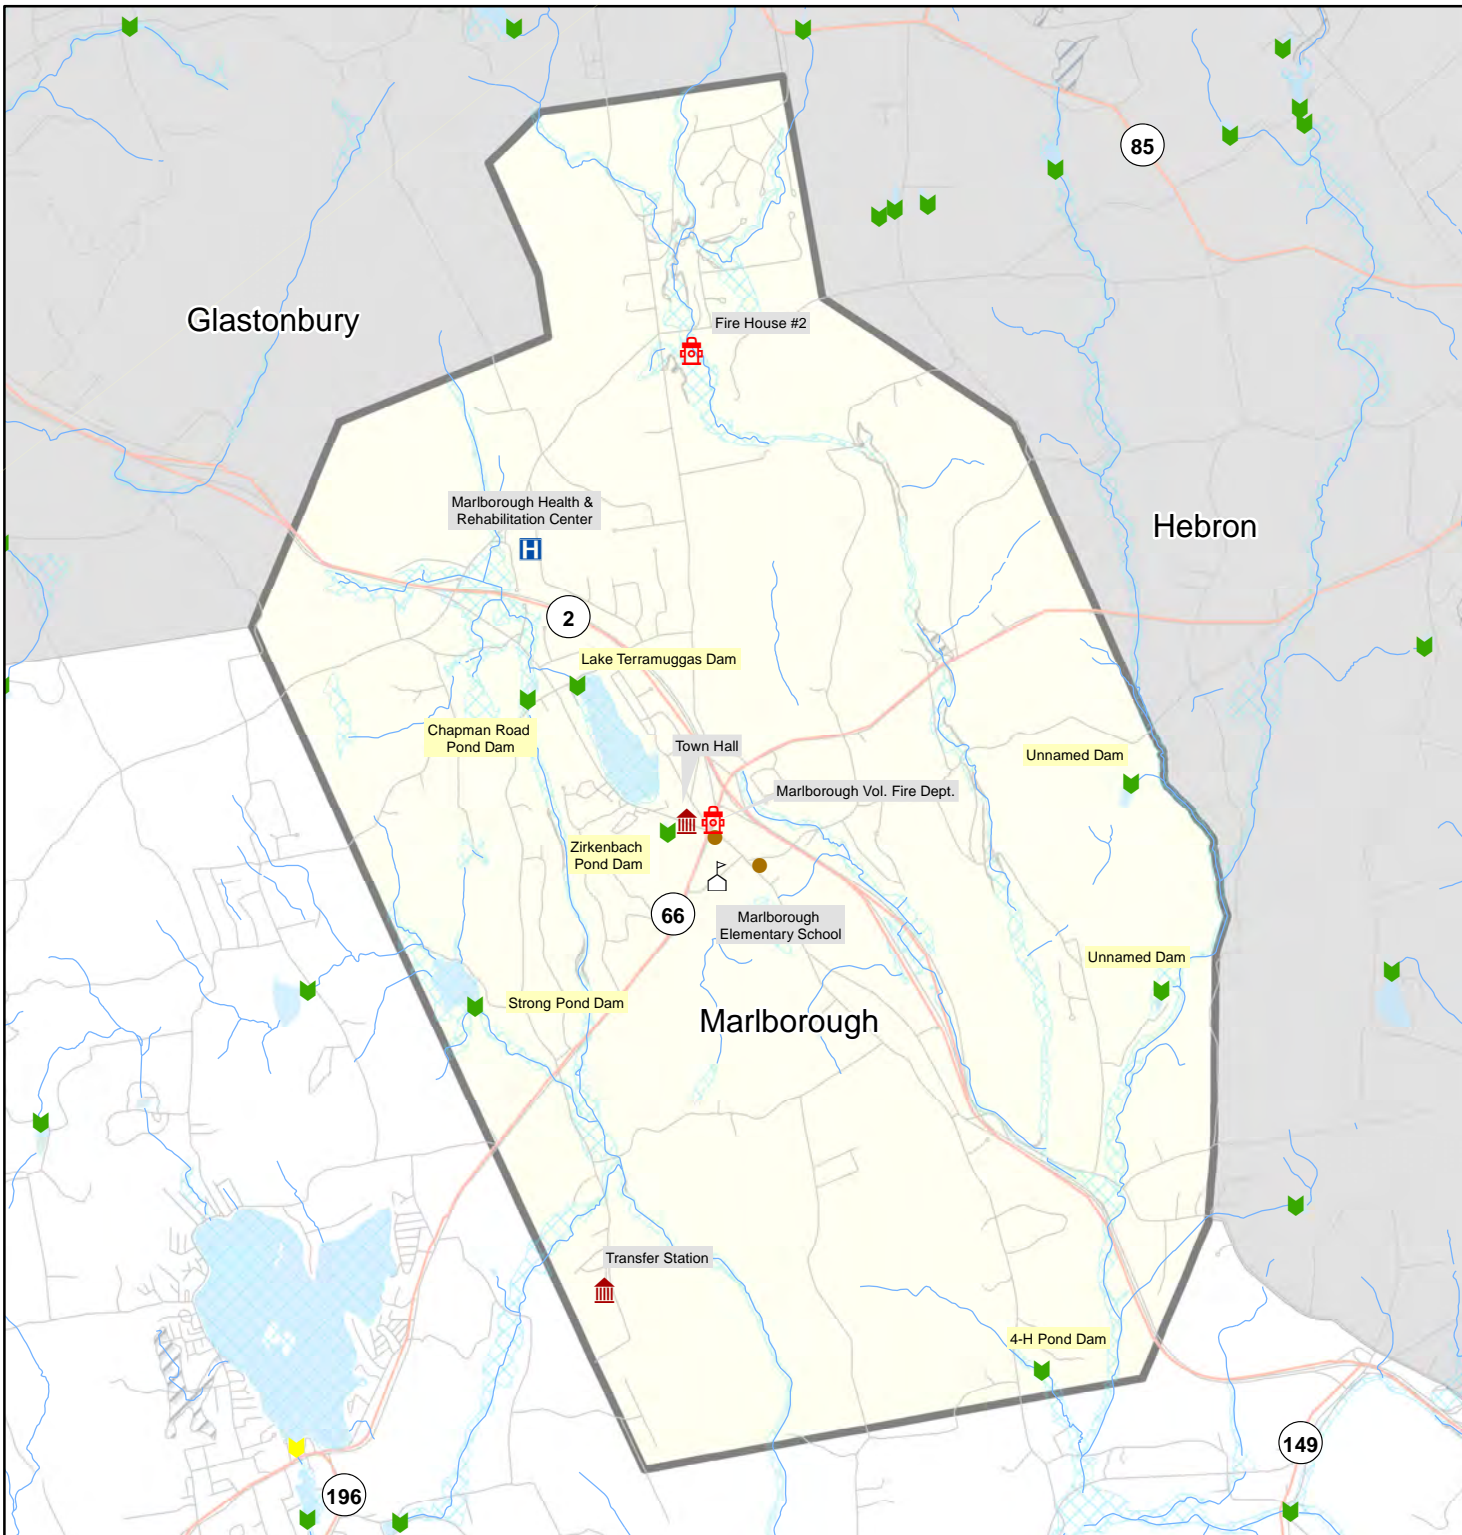 85
Glastonbury
Fire House #2
Marlborough Health &
Rehabilitation Center
Hebron
H
2
Lake Terramuggas Dam
Chapman Road
Pond Dam
Town Hall
Unnamed Dam
Marlborough Vol. Fire Dept.
Zirkenbach
Pond Dam
66
Marlborough
Elementary School
Unnamed Dam
Strong Pond Dam
Marlborough
Transfer Station
4-H Pond Dam
149
196